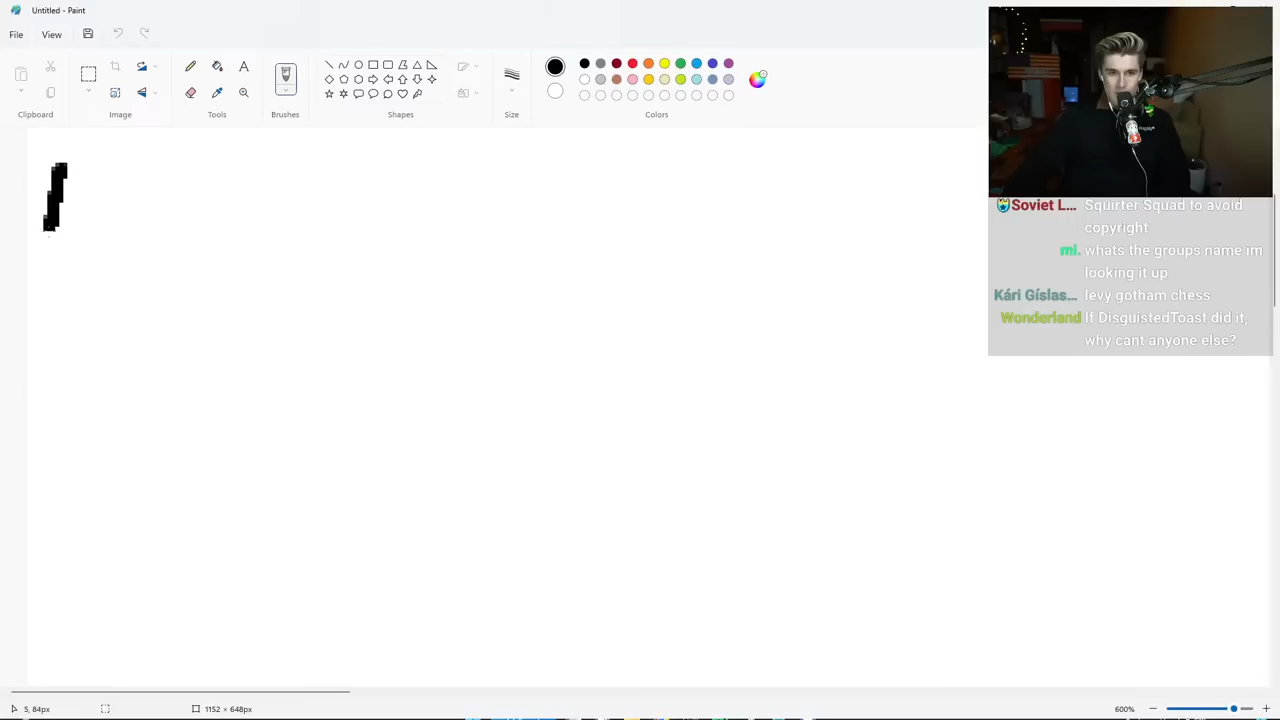 Untitled - Paint
File
View
Clipboard
Image
Tools
Brushes
Shapes
Size
Colors
Soviet L... Squirter Squad to avoid
copyright
mi. whats the groups name im
looking it up
Kári Gíslas... levy gotham chess
Wonderland If DisguistedToast did it,
why cant anyone else?
5, 84px
1152 × 648px
600%